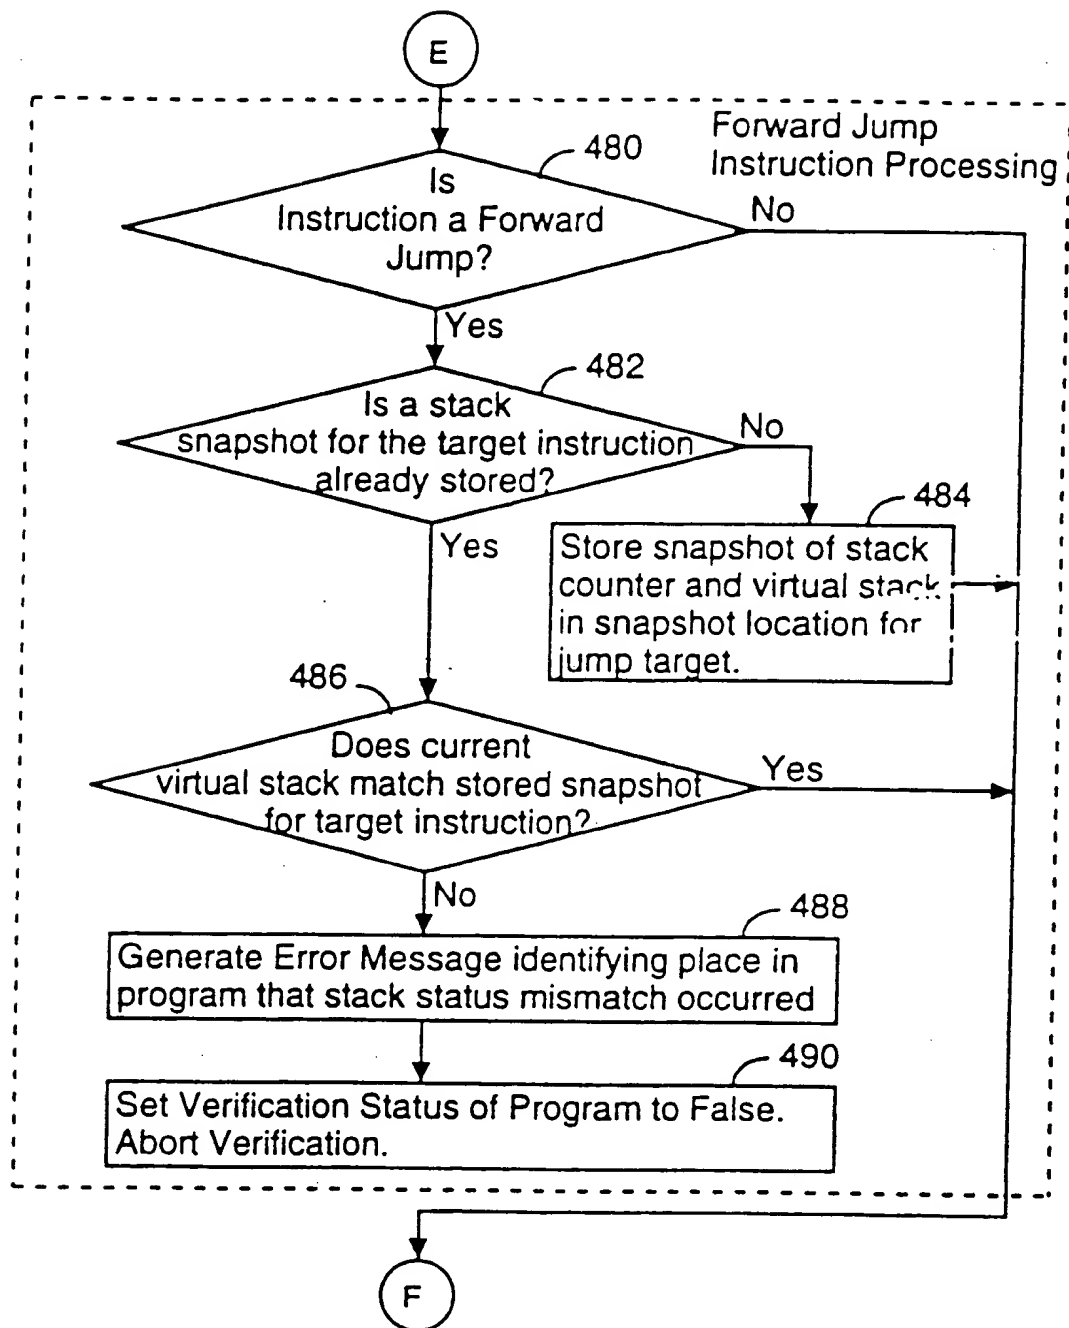 E
Forward Jump
Instruction Processing
480
Is
Instruction a Forward
Jump?
No
Yes
482
Is a stack
snapshot for the target instruction
already stored?
No
Yes
484
Store snapshot of stack
counter and virtual stack
in snapshot location for
jump target.
486
Does current
virtual stack match stored snapshot
for target instruction?
Yes
No
488
Generate Error Message identifying place in
program that stack status mismatch occurred
490
Set Verification Status of Program to False.
Abort Verification.
F